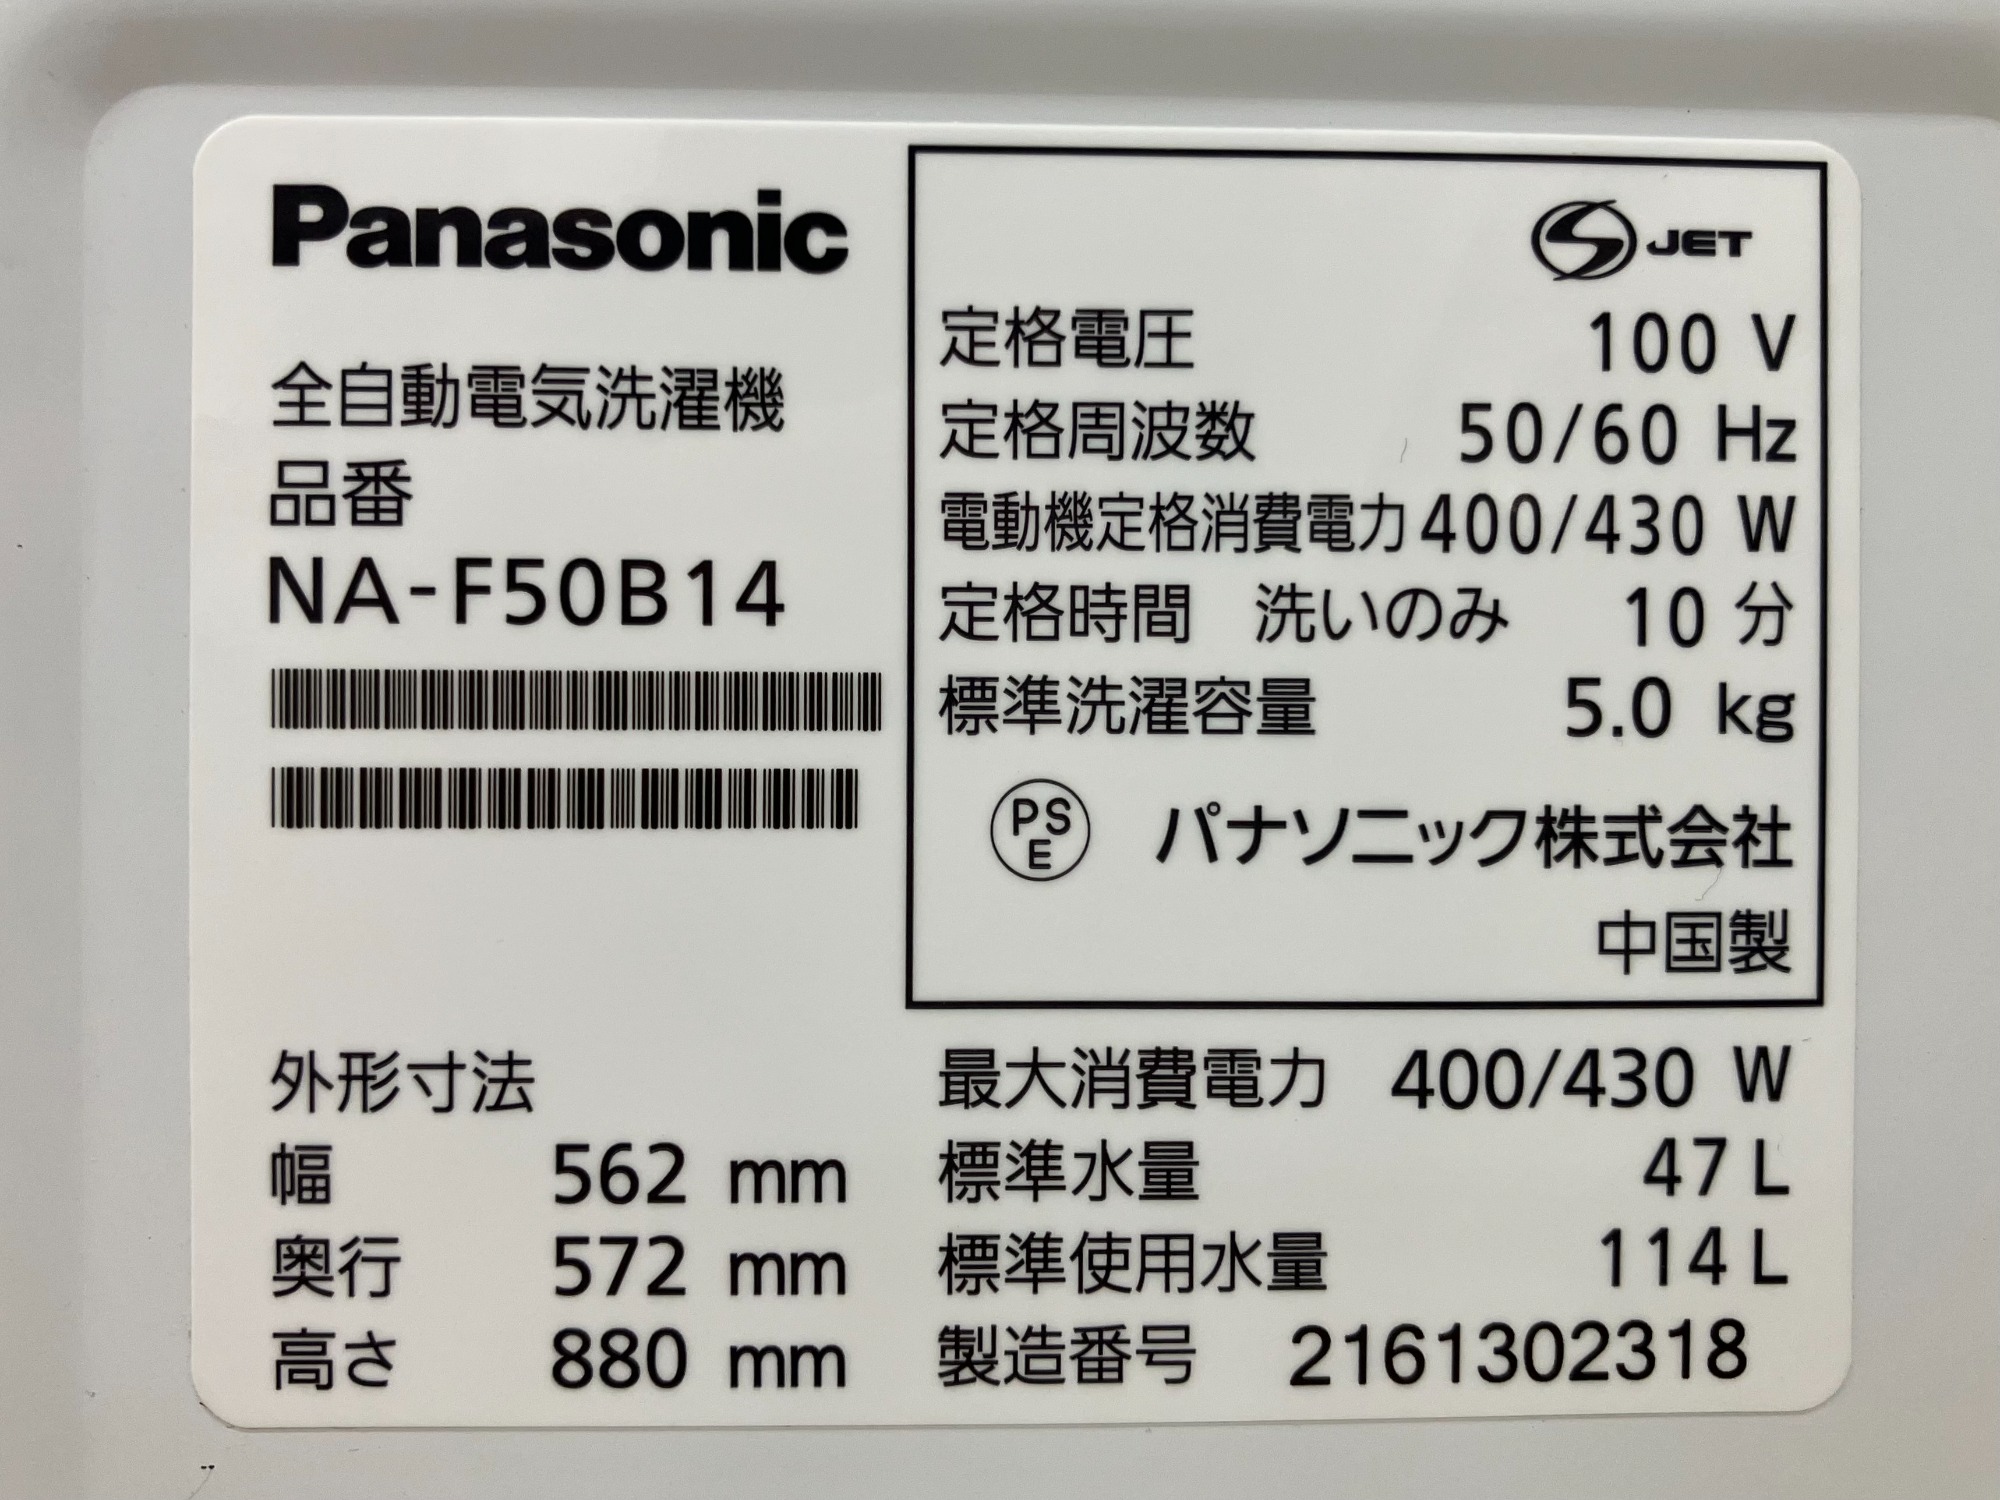 Panasonic
全自動電気洗濯機
品番
NA-F50B14
S JET
定格電圧 100 V
定格周波数 50/60 Hz
電動機定格消費電力 400/430 W
定格時間 洗いのみ 10 分
標準洗濯容量 5.0 kg
PS E パナソニック株式会社
中国製
外形寸法
幅 562 mm
奥行 572 mm
高さ 880 mm
最大消費電力 400/430 W
標準水量 47 L
標準使用水量 114 L
製造番号 2161302318